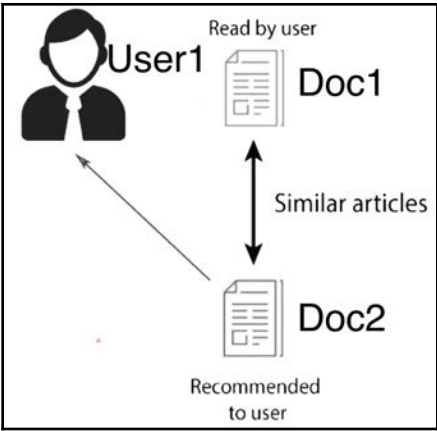 Read by user
User1
Doc1
Similar articles
Doc2
Recommended
to user